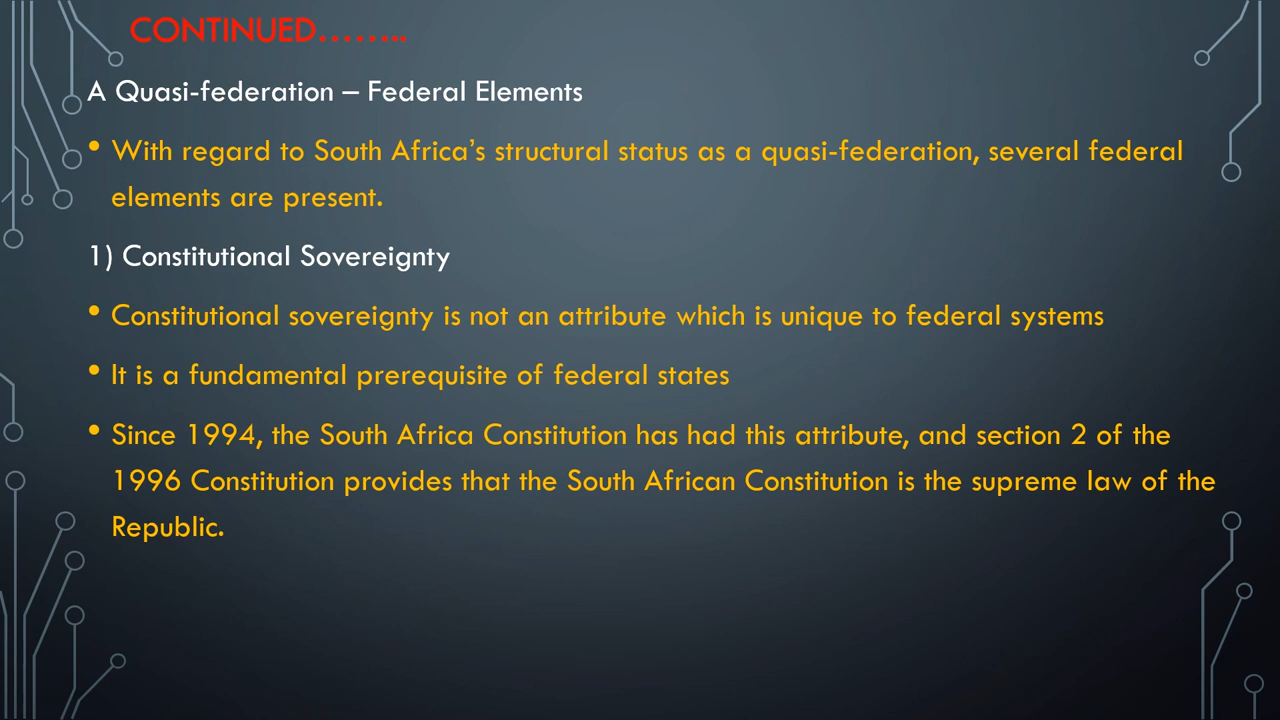 CONTINUED……..
A Quasi-federation – Federal Elements
• With regard to South Africa’s structural status as a quasi-federation, several federal
elements are present.
1) Constitutional Sovereignty
• Constitutional sovereignty is not an attribute which is unique to federal systems
• It is a fundamental prerequisite of federal states
• Since 1994, the South Africa Constitution has had this attribute, and section 2 of the
1996 Constitution provides that the South African Constitution is the supreme law of the
Republic.